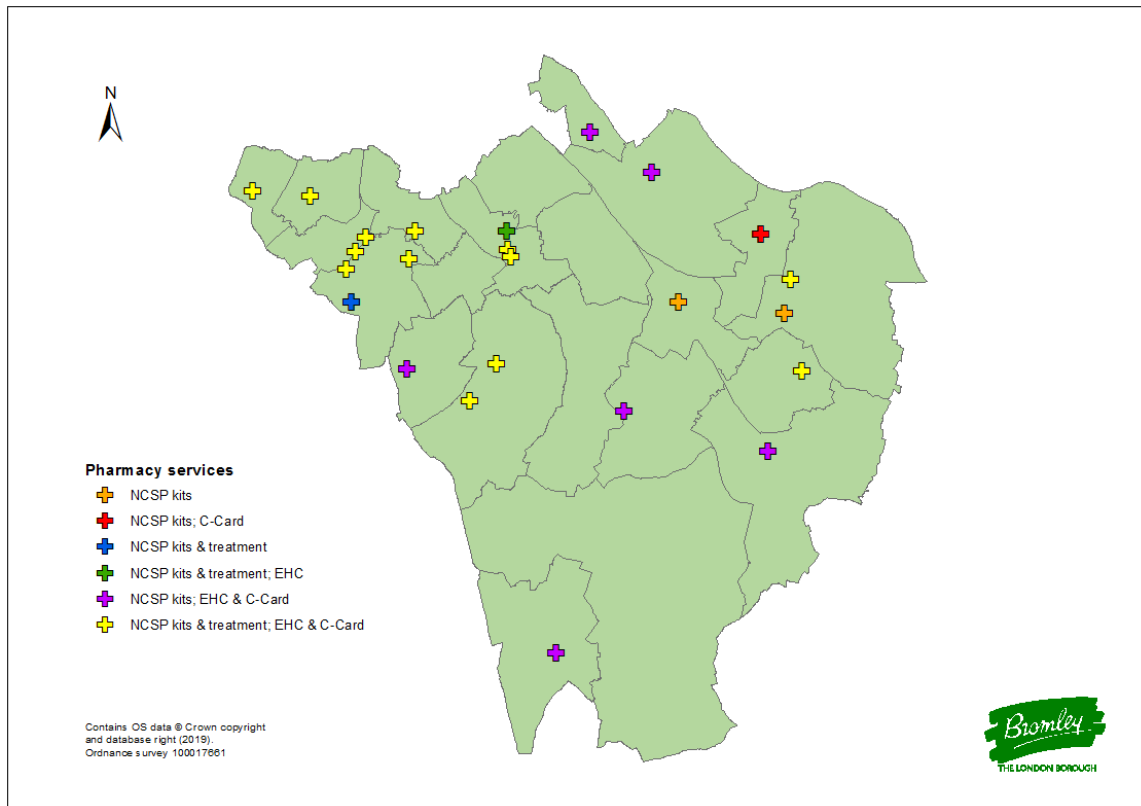 N
Pharmacy services
NCSP kits
NCSP kits; C-Card
NCSP kits & treatment
NCSP kits & treatment; EHC
NCSP kits; EHC & C-Card
NCSP kits & treatment; EHC & C-Card
Contains OS data © Crown copyright
and database right (2019).
Ordnance survey 100017661
Bromley
THE LONDON BOROUGH